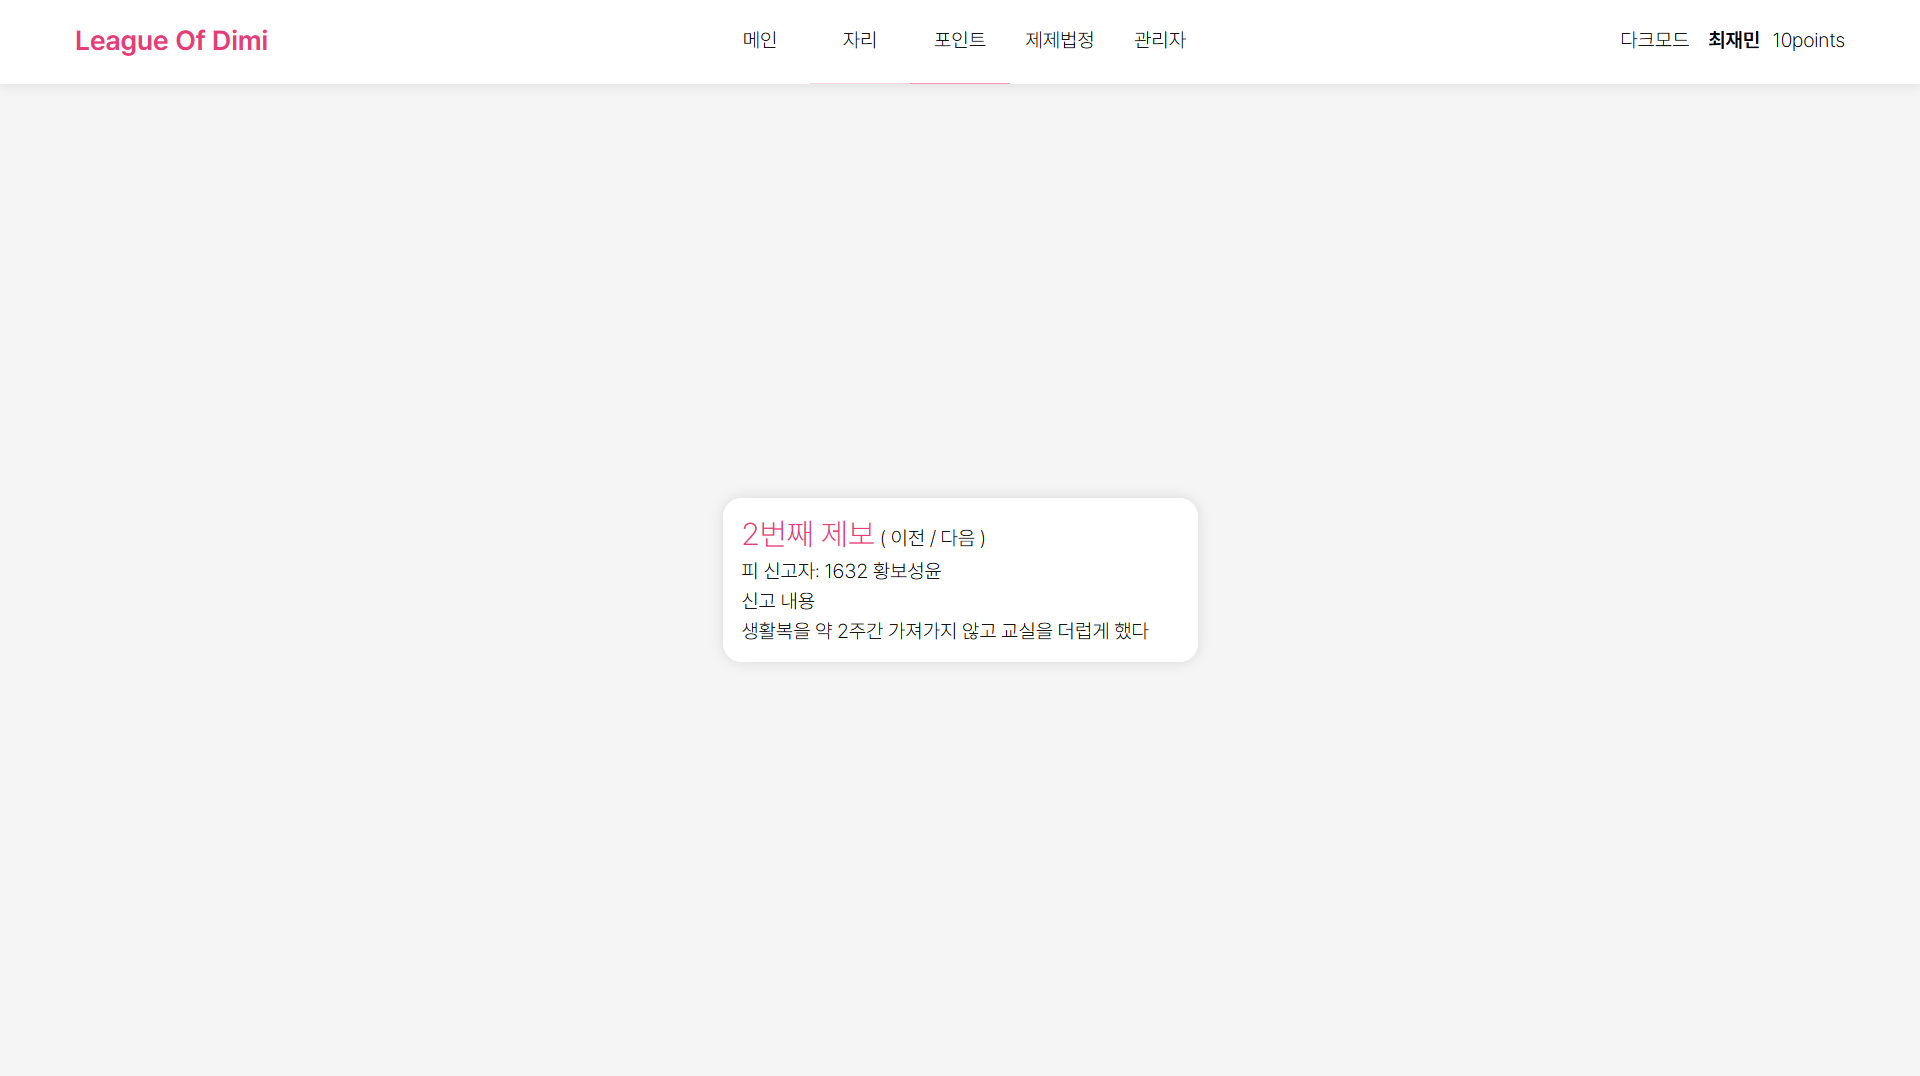 League Of Dimi
메인 자리 포인트 제제법정 관리자
다크모드 최재민 10points
2번째 제보 ( 이전 / 다음 )
피 신고자: 1632 황보성윤
신고 내용
생활복을 약 2주간 가져가지 않고 교실을 더럽게 했다